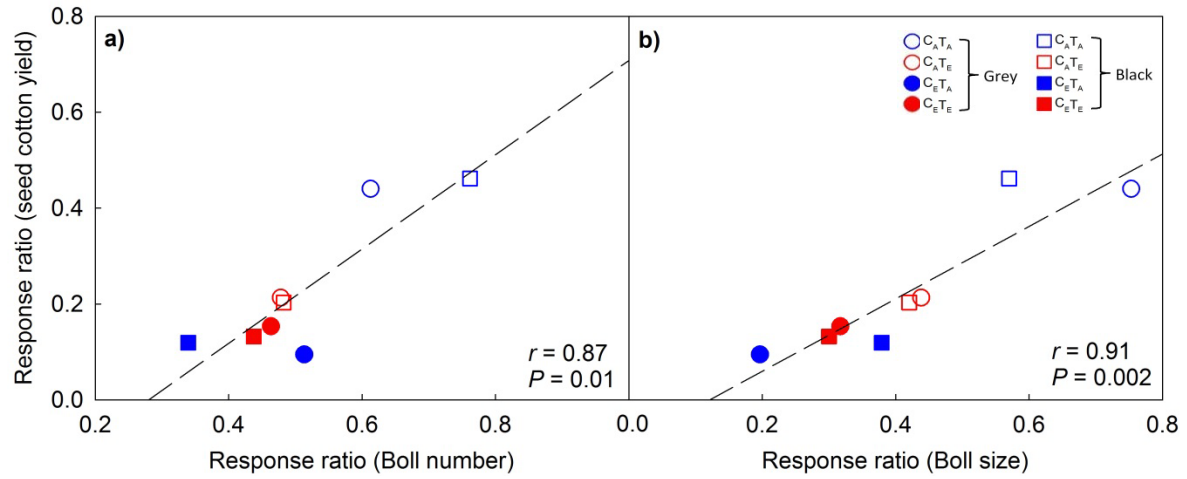 a)
Response ratio (seed cotton yield)
0.8
0.6
0.4
0.2
0.0
r = 0.87
P = 0.01
0.2 0.4 0.6
Response ratio (Boll number)
b)
CATA
CATE
CETA
CETE
Grey
CATA
CATE
CETA
CETE
Black
r = 0.91
P = 0.002
0.0 0.2 0.4 0.6 0.8
Response ratio (Boll size)